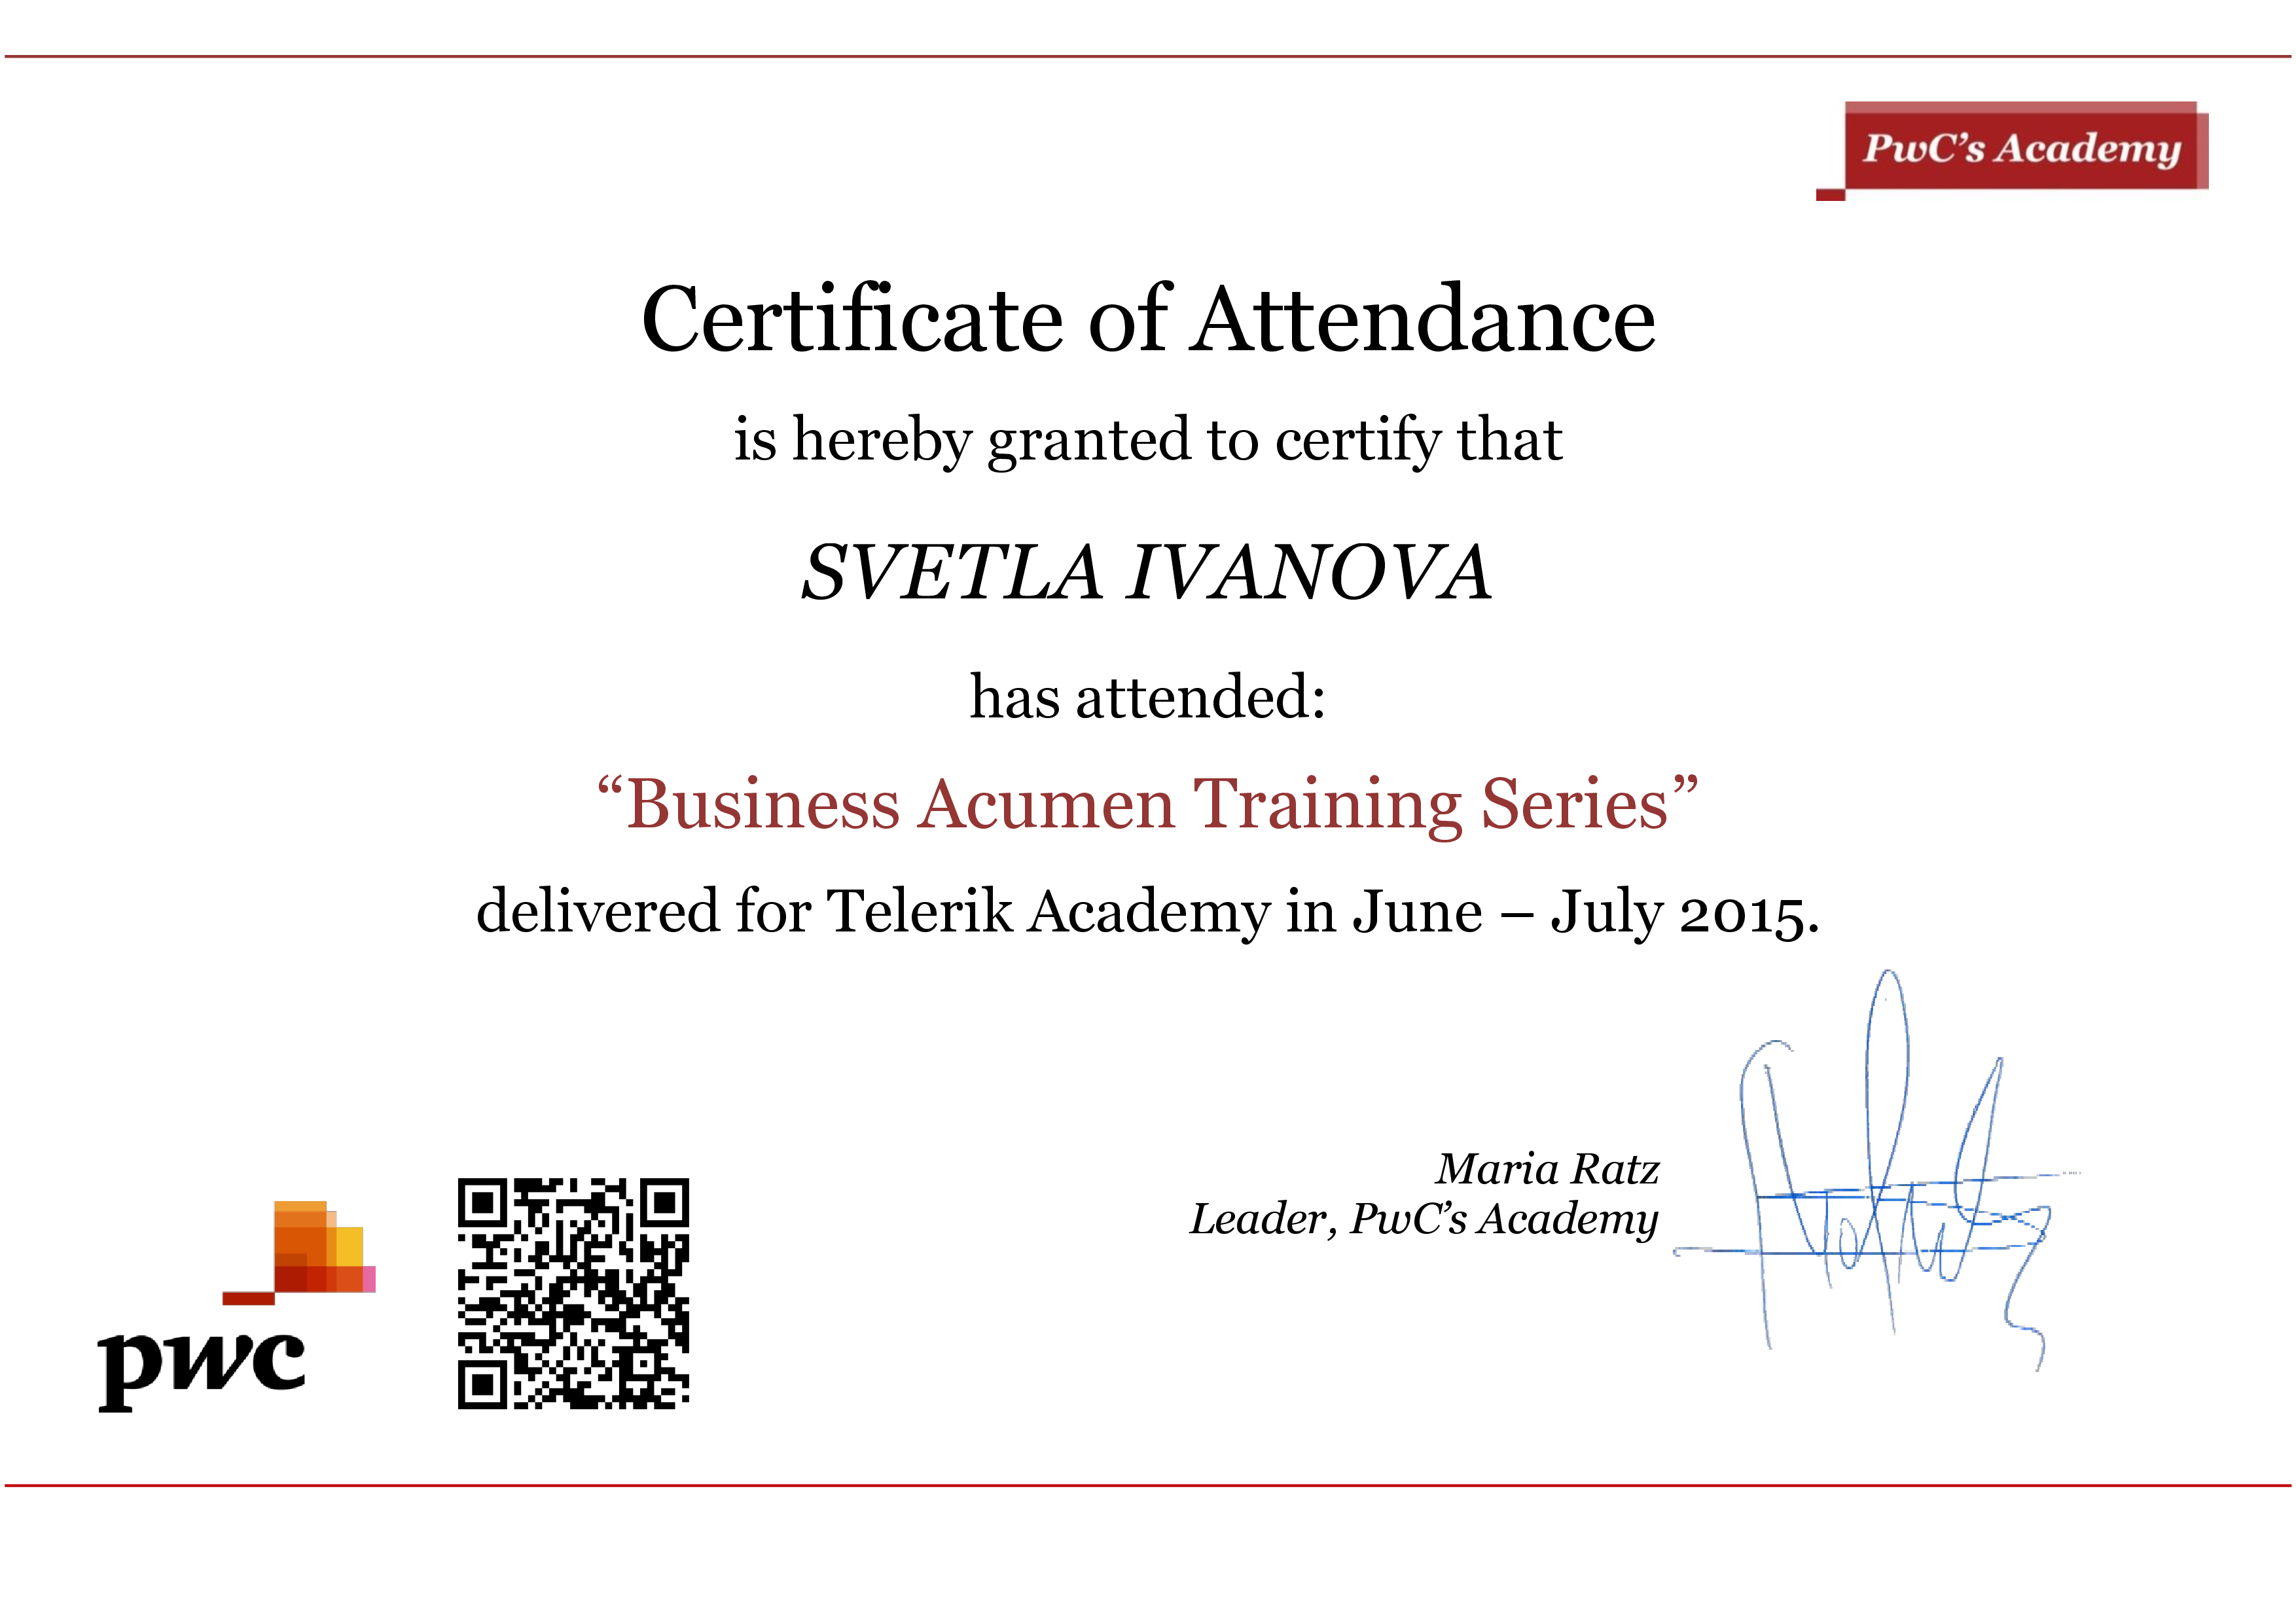 PwC's Academy
Certificate of Attendance
is hereby granted to certify that
SVETLA IVANOVA
has attended:
“Business Acumen Training Series”
delivered for Telerik Academy in June – July 2015.
Maria Ratz
Leader, PwC’s Academy
pwc